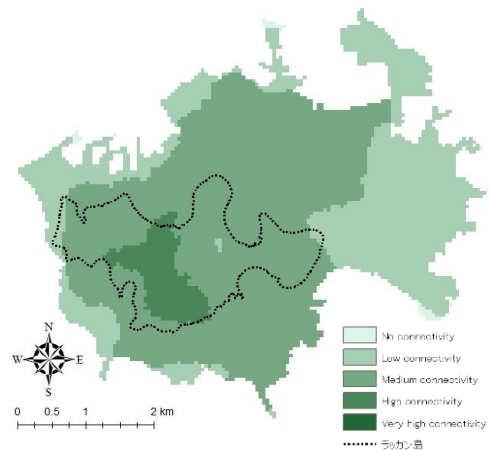 N
W E
S
0 0.5 1 2 km
No connectivity
Low connectivity
Medium connectivity
High connectivity
Very high connectivity
ラッカン島